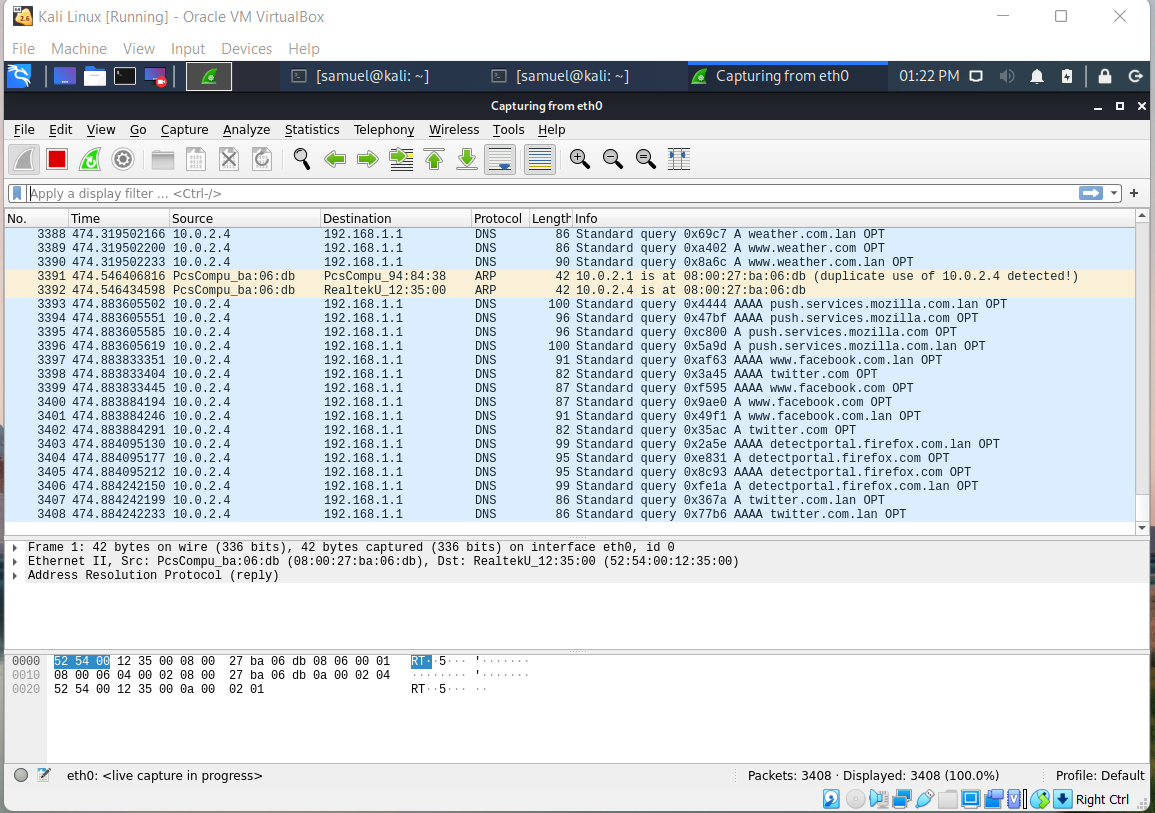 Kali Linux [Running] - Oracle VM VirtualBox
File Machine View Input Devices Help
[samuel@kali: ~] [samuel@kali: ~] Capturing from eth0 01:22 PM
Capturing from eth0
File Edit View Go Capture Analyze Statistics Telephony Wireless Tools Help
Apply a display filter ... <Ctrl-/>
No. Time Source Destination Protocol Length Info
3388 474.319502166 10.0.2.4 192.168.1.1 DNS 86 Standard query 0x69c7 A weather.com.lan OPT
3389 474.319502200 10.0.2.4 192.168.1.1 DNS 86 Standard query 0xa402 A www.weather.com OPT
3390 474.319502233 10.0.2.4 192.168.1.1 DNS 90 Standard query 0x8a6c A www.weather.com.lan OPT
3391 474.546406816 PcsCompu_ba:06:db PcsCompu_94:84:38 ARP 42 10.0.2.1 is at 08:00:27:ba:06:db (duplicate use of 10.0.2.4 detected!)
3392 474.546434598 PcsCompu_ba:06:db RealtekU_12:35:00 ARP 42 10.0.2.4 is at 08:00:27:ba:06:db
3393 474.883605502 10.0.2.4 192.168.1.1 DNS 100 Standard query 0x4444 AAAA push.services.mozilla.com.lan OPT
3394 474.883605551 10.0.2.4 192.168.1.1 DNS 96 Standard query 0x47bf AAAA push.services.mozilla.com OPT
3395 474.883605585 10.0.2.4 192.168.1.1 DNS 96 Standard query 0xc800 A push.services.mozilla.com OPT
3396 474.883605619 10.0.2.4 192.168.1.1 DNS 100 Standard query 0x5a9d A push.services.mozilla.com.lan OPT
3397 474.883833351 10.0.2.4 192.168.1.1 DNS 91 Standard query 0xaf63 AAAA www.facebook.com.lan OPT
3398 474.883833404 10.0.2.4 192.168.1.1 DNS 82 Standard query 0x3a45 AAAA twitter.com OPT
3399 474.883833445 10.0.2.4 192.168.1.1 DNS 87 Standard query 0xf595 AAAA www.facebook.com OPT
3400 474.883884194 10.0.2.4 192.168.1.1 DNS 87 Standard query 0x9ae0 A www.facebook.com OPT
3401 474.883884246 10.0.2.4 192.168.1.1 DNS 91 Standard query 0x49f1 A www.facebook.com.lan OPT
3402 474.883884291 10.0.2.4 192.168.1.1 DNS 82 Standard query 0x35ac A twitter.com OPT
3403 474.884095130 10.0.2.4 192.168.1.1 DNS 99 Standard query 0x2a5e AAAA detectportal.firefox.com.lan OPT
3404 474.884095177 10.0.2.4 192.168.1.1 DNS 95 Standard query 0xe831 A detectportal.firefox.com OPT
3405 474.884095212 10.0.2.4 192.168.1.1 DNS 95 Standard query 0x8c93 AAAA detectportal.firefox.com OPT
3406 474.884242150 10.0.2.4 192.168.1.1 DNS 99 Standard query 0xfe1a A detectportal.firefox.com.lan OPT
3407 474.884242199 10.0.2.4 192.168.1.1 DNS 86 Standard query 0x367a A twitter.com.lan OPT
3408 474.884242233 10.0.2.4 192.168.1.1 DNS 86 Standard query 0x77b6 AAAA twitter.com.lan OPT
Frame 1: 42 bytes on wire (336 bits), 42 bytes captured (336 bits) on interface eth0, id 0
Ethernet II, Src: PcsCompu_ba:06:db (08:00:27:ba:06:db), Dst: RealtekU_12:35:00 (52:54:00:12:35:00)
Address Resolution Protocol (reply)
0000 52 54 00 12 35 00 08 00 27 ba 06 db 08 06 00 01 RT··5··· '·······
0010 08 00 06 04 00 02 08 00 27 ba 06 db 0a 00 02 04 ········ '·······
0020 52 54 00 12 35 00 0a 00 02 01 RT··5··· ··
eth0: <live capture in progress> Packets: 3408 · Displayed: 3408 (100.0%) Profile: Default
Right Ctrl